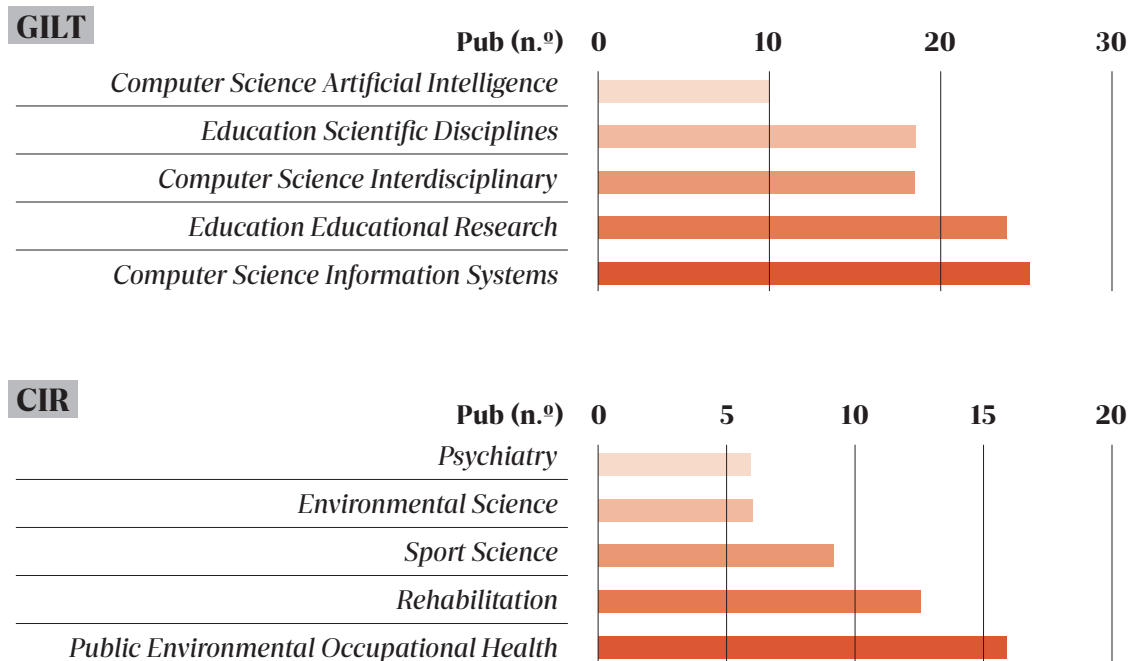 GILT
Pub (n.º) 0 10 20 30
Computer Science Artificial Intelligence
Education Scientific Disciplines
Computer Science Interdisciplinary
Education Educational Research
Computer Science Information Systems
CIR
Pub (n.º) 0 5 10 15 20
Psychiatry
Environmental Science
Sport Science
Rehabilitation
Public Environmental Occupational Health